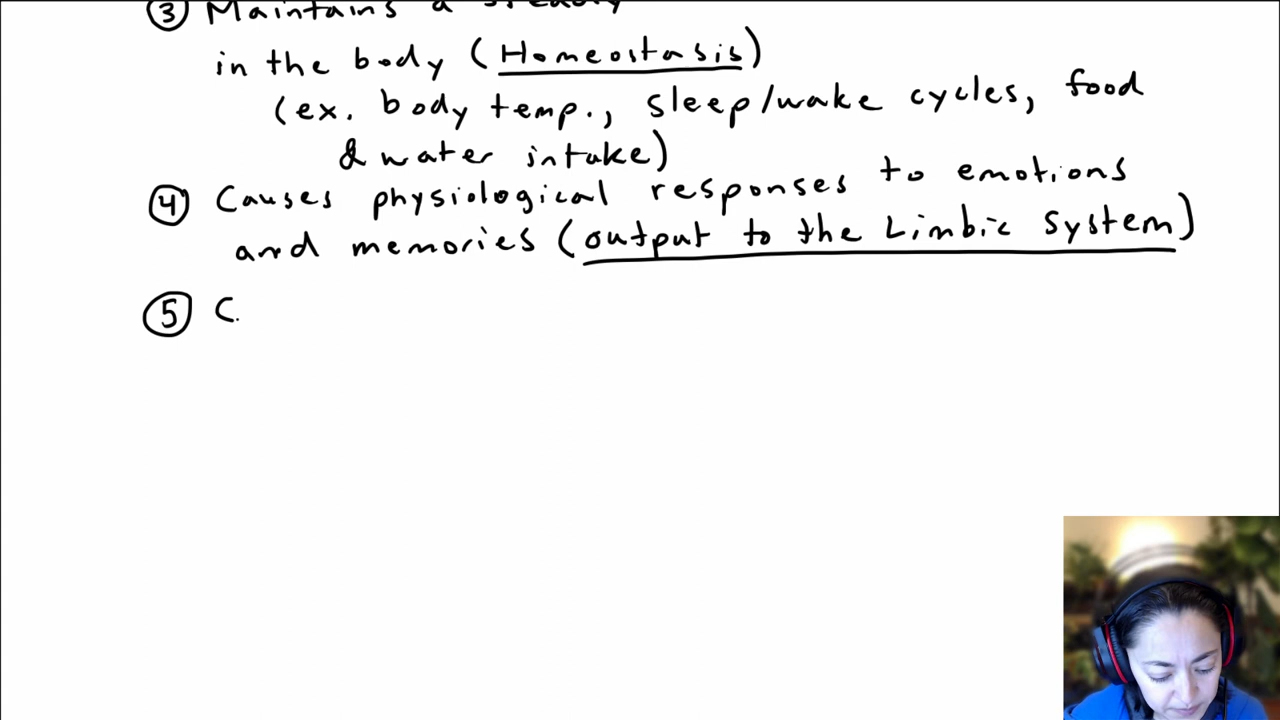 ③ Maintains a steady
in the body (Homeostasis)
(ex. body temp., sleep/wake cycles, food
& water intake)
④ Causes physiological responses to emotions
and memories (output to the Limbic System)
⑤ C